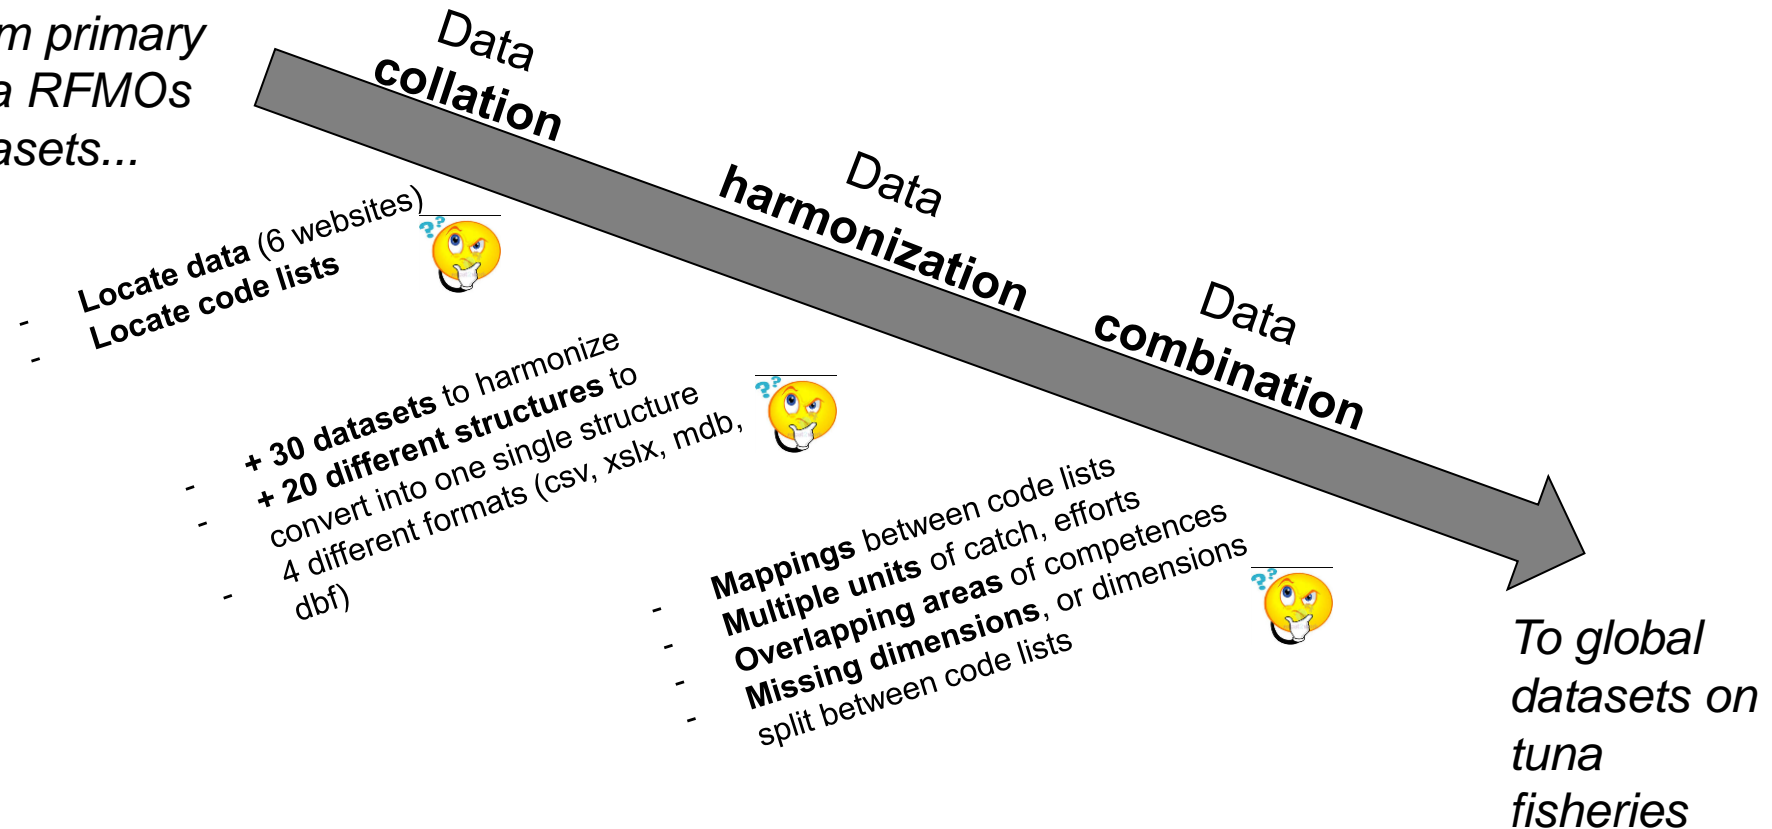 m primary
a RFMOs
asets...
Data
collation
Data
harmonization
Data
combination
- Locate data (6 websites)
- Locate code lists
- + 30 datasets to harmonize
- + 20 different structures to
convert into one single structure
- 4 different formats (csv, xslx, mdb,
dbf)
- Mappings between code lists
- Multiple units of catch, efforts
- Overlapping areas of competences
- Missing dimensions, or dimensions
split between code lists
??
??
??
To global
datasets on
tuna
fisheries